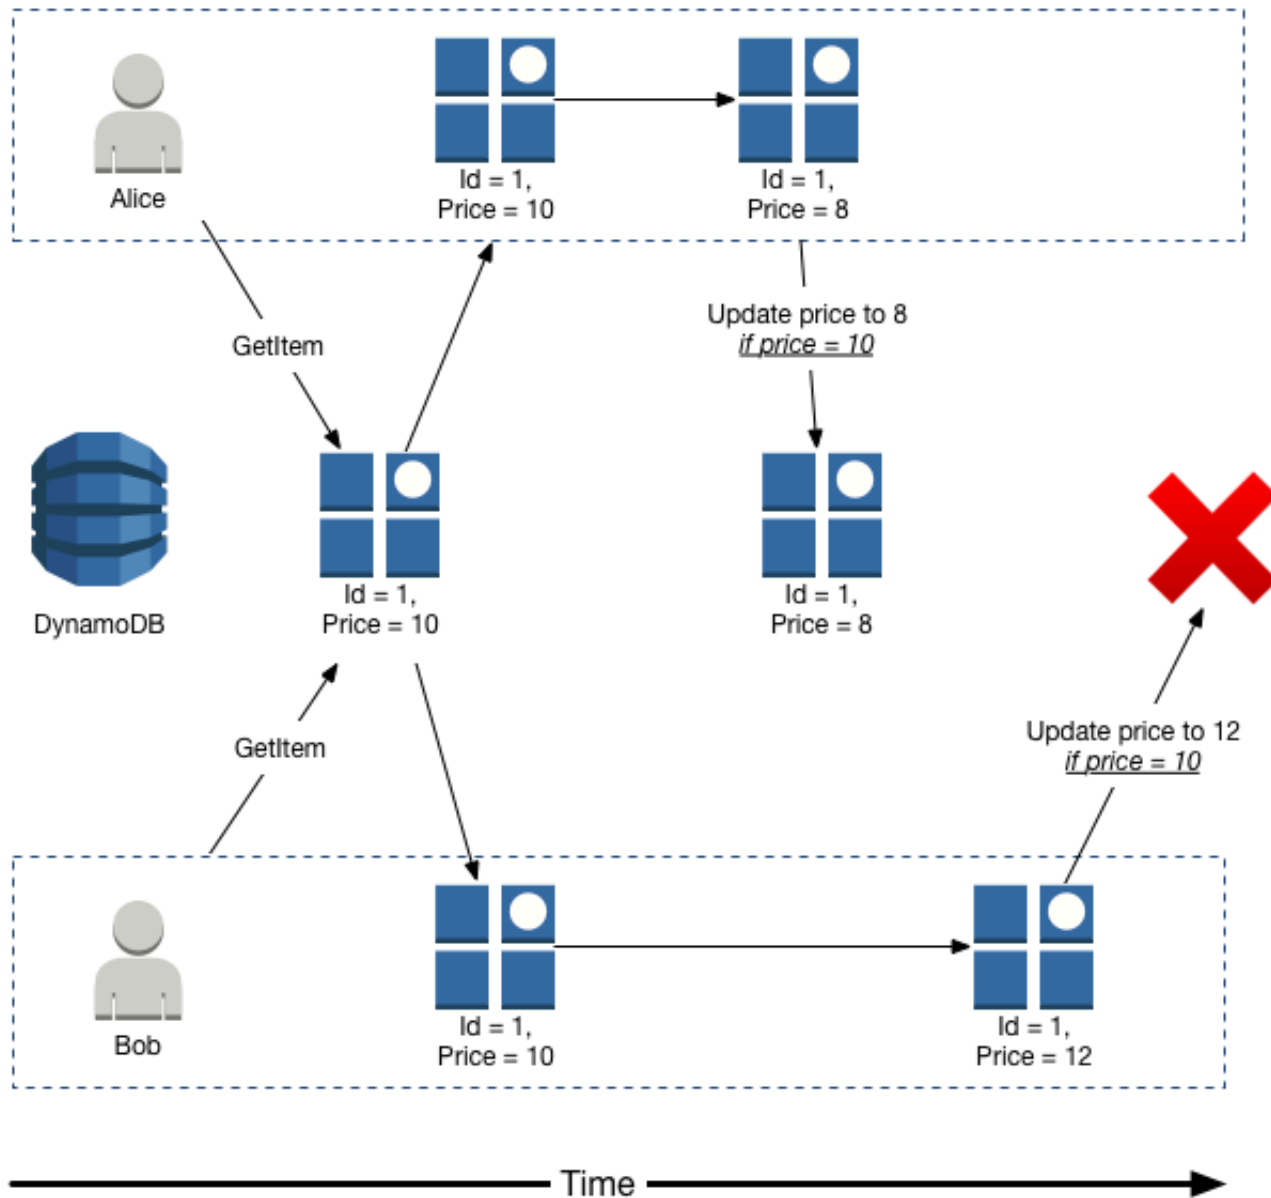 Alice
Id = 1,
Price = 10
Id = 1,
Price = 8
GetItem
Update price to 8
if price = 10
DynamoDB
Id = 1,
Price = 10
Id = 1,
Price = 8
GetItem
Update price to 12
if price = 10
Bob
Id = 1,
Price = 10
Id = 1,
Price = 12
Time